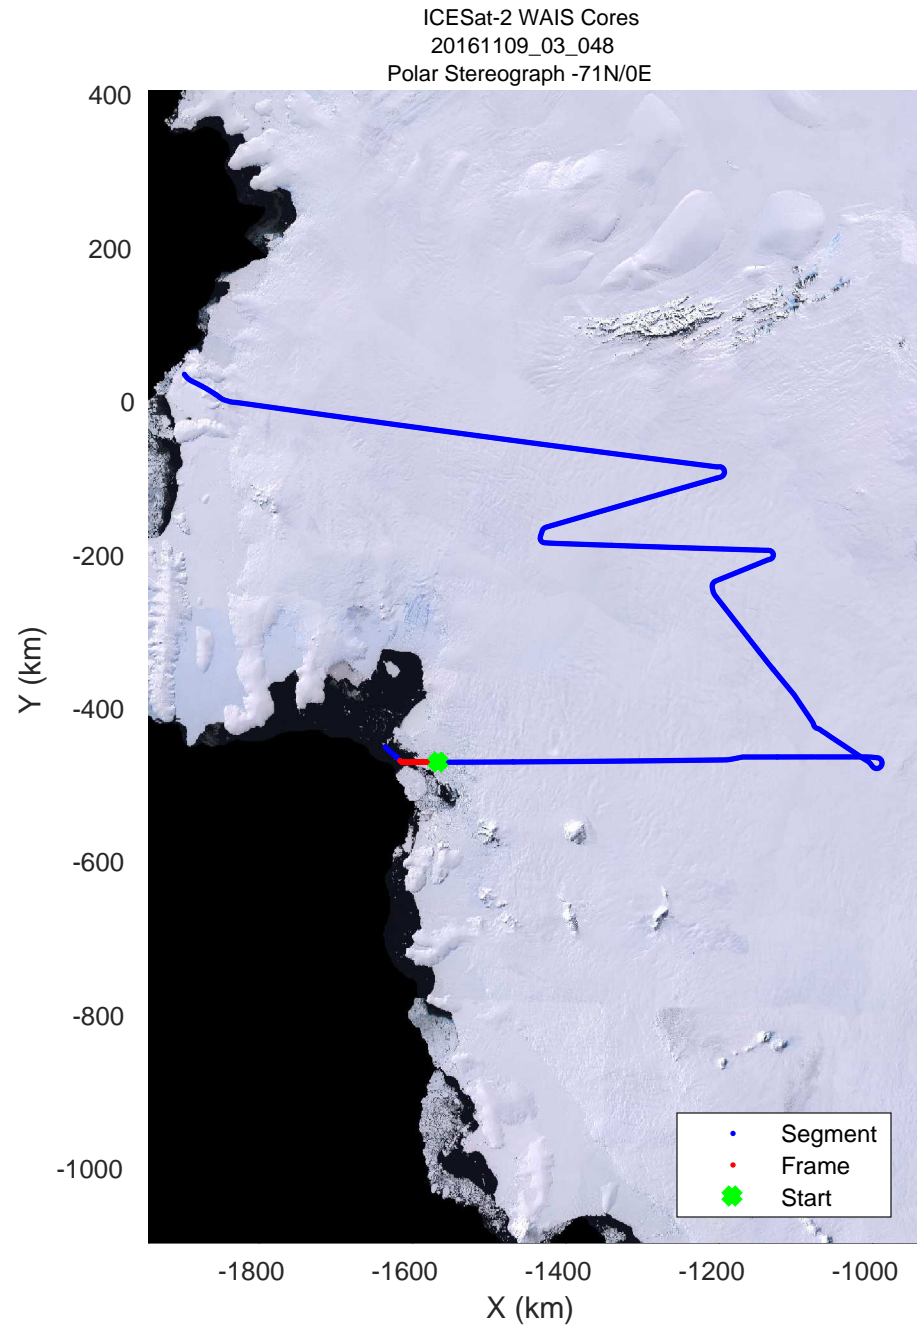 ICESat-2 WAIS Cores
20161109_03_048
Polar Stereograph -71N/0E
400
200
0
-200
-400
-600
-800
-1000
Y (km)
Segment
Frame
Start
-1800
-1600
-1400
-1200
-1000
X (km)